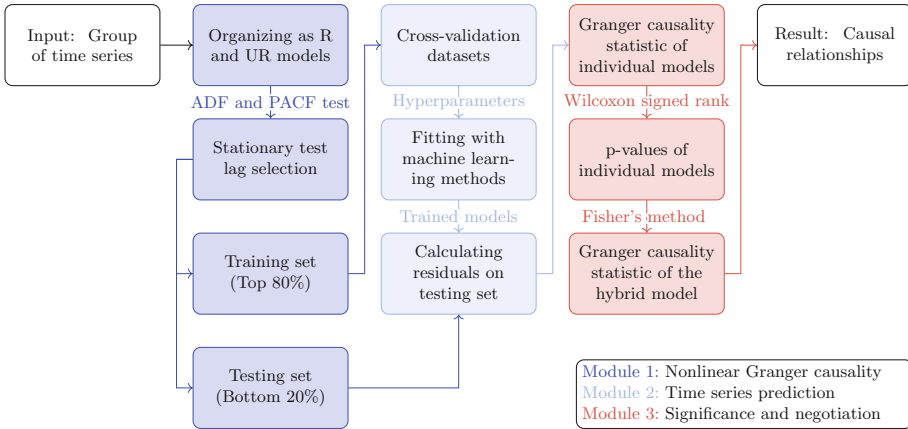 Input: Group
of time series
Organizing as R
and UR models
ADF and PACF test
Stationary test
lag selection
Training set
(Top 80%)
Testing set
(Bottom 20%)
Cross-validation
datasets
Hyperparameters
Fitting with
machine learn-
ing methods
Trained models
Calculating
residuals on
testing set
Granger causality
statistic of
individual models
Wilcoxon signed rank
p-values of
individual models
Fisher's method
Granger causality
statistic of the
hybrid model
Result: Causal
relationships
Module 1: Nonlinear Granger causality
Module 2: Time series prediction
Module 3: Significance and negotiation